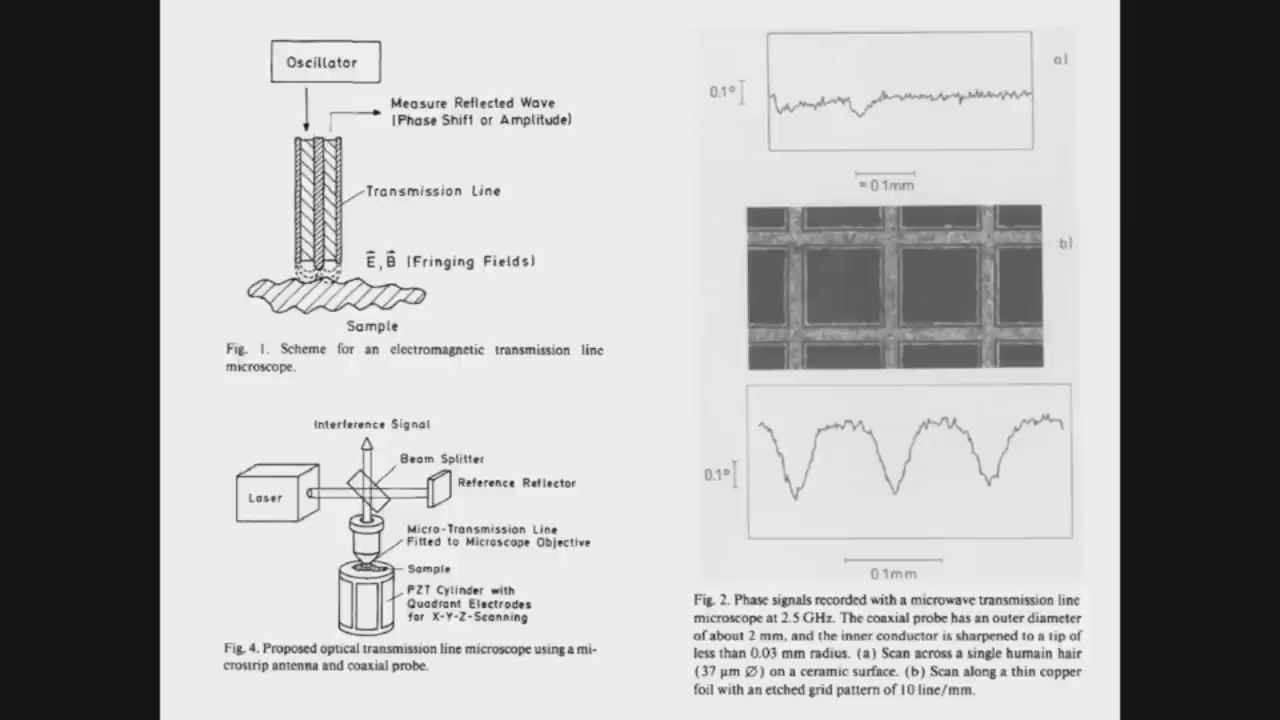 Oscillator
Measure Reflected Wave
(Phase Shift or Amplitude)
Transmission Line
E, B (Fringing Fields)
Sample
Fig. 1. Scheme for an electromagnetic transmission line
microscope.
Interference Signal
Beam Splitter
Reference Reflector
Laser
Micro-Transmission Line
Fitted to Microscope Objective
Sample
PZT Cylinder with
Quadrant Electrodes
for X-Y-Z-Scanning
Fig. 4. Proposed optical transmission line microscope using a mi-
crostrip antenna and coaxial probe.
a)
0.1°
= 0.1mm
b)
0.1°
0.1mm
Fig. 2. Phase signals recorded with a microwave transmission line
microscope at 2.5 GHz. The coaxial probe has an outer diameter
of about 2 mm, and the inner conductor is sharpened to a tip of
less than 0.03 mm radius. (a) Scan across a single humain hair
(37 µm Ø) on a ceramic surface. (b) Scan along a thin copper
foil with an etched grid pattern of 10 line/mm.